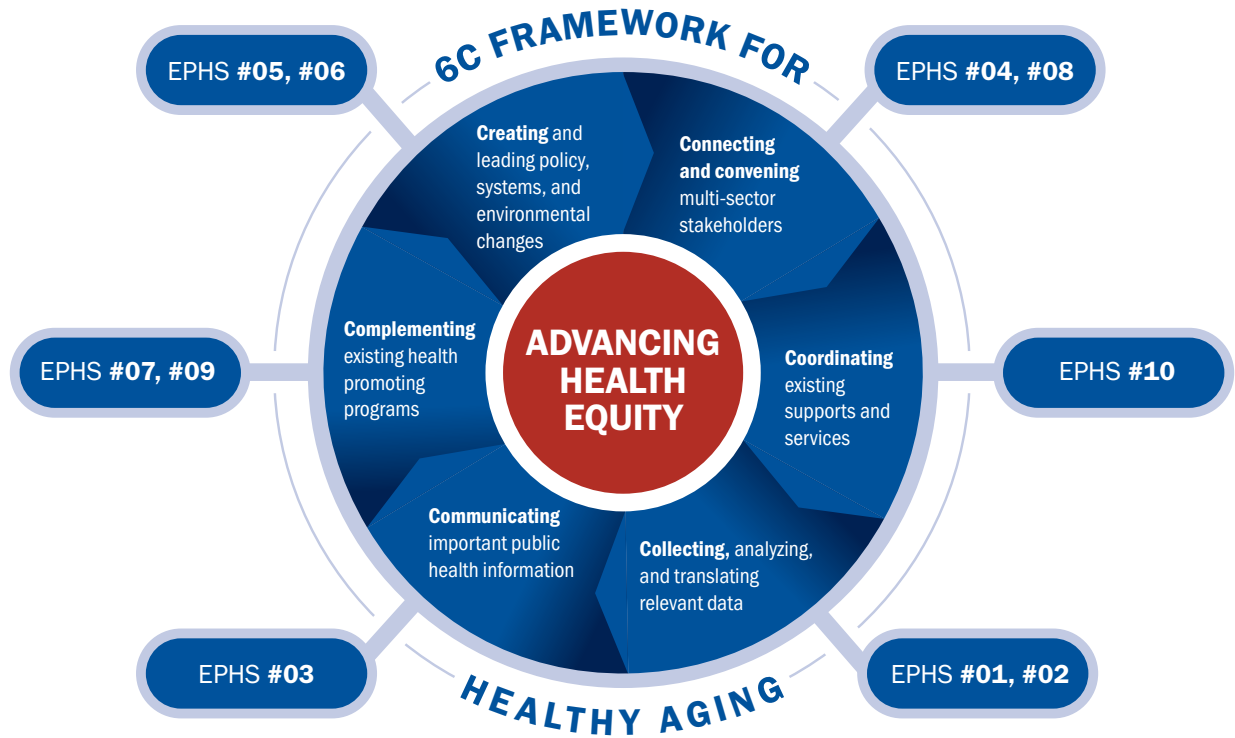 6C FRAMEWORK FOR
EPHS #05, #06
EPHS #04, #08
Creating and
leading policy,
systems, and
environmental
changes
Connecting
and convening
multi-sector
stakeholders
Complementing
existing health
promoting
programs
ADVANCING
HEALTH
EQUITY
Coordinating
existing
supports and
services
EPHS #07, #09
EPHS #10
Communicating
important public
health information
Collecting, analyzing,
and translating
relevant data
EPHS #03
EPHS #01, #02
HEALTHY AGING